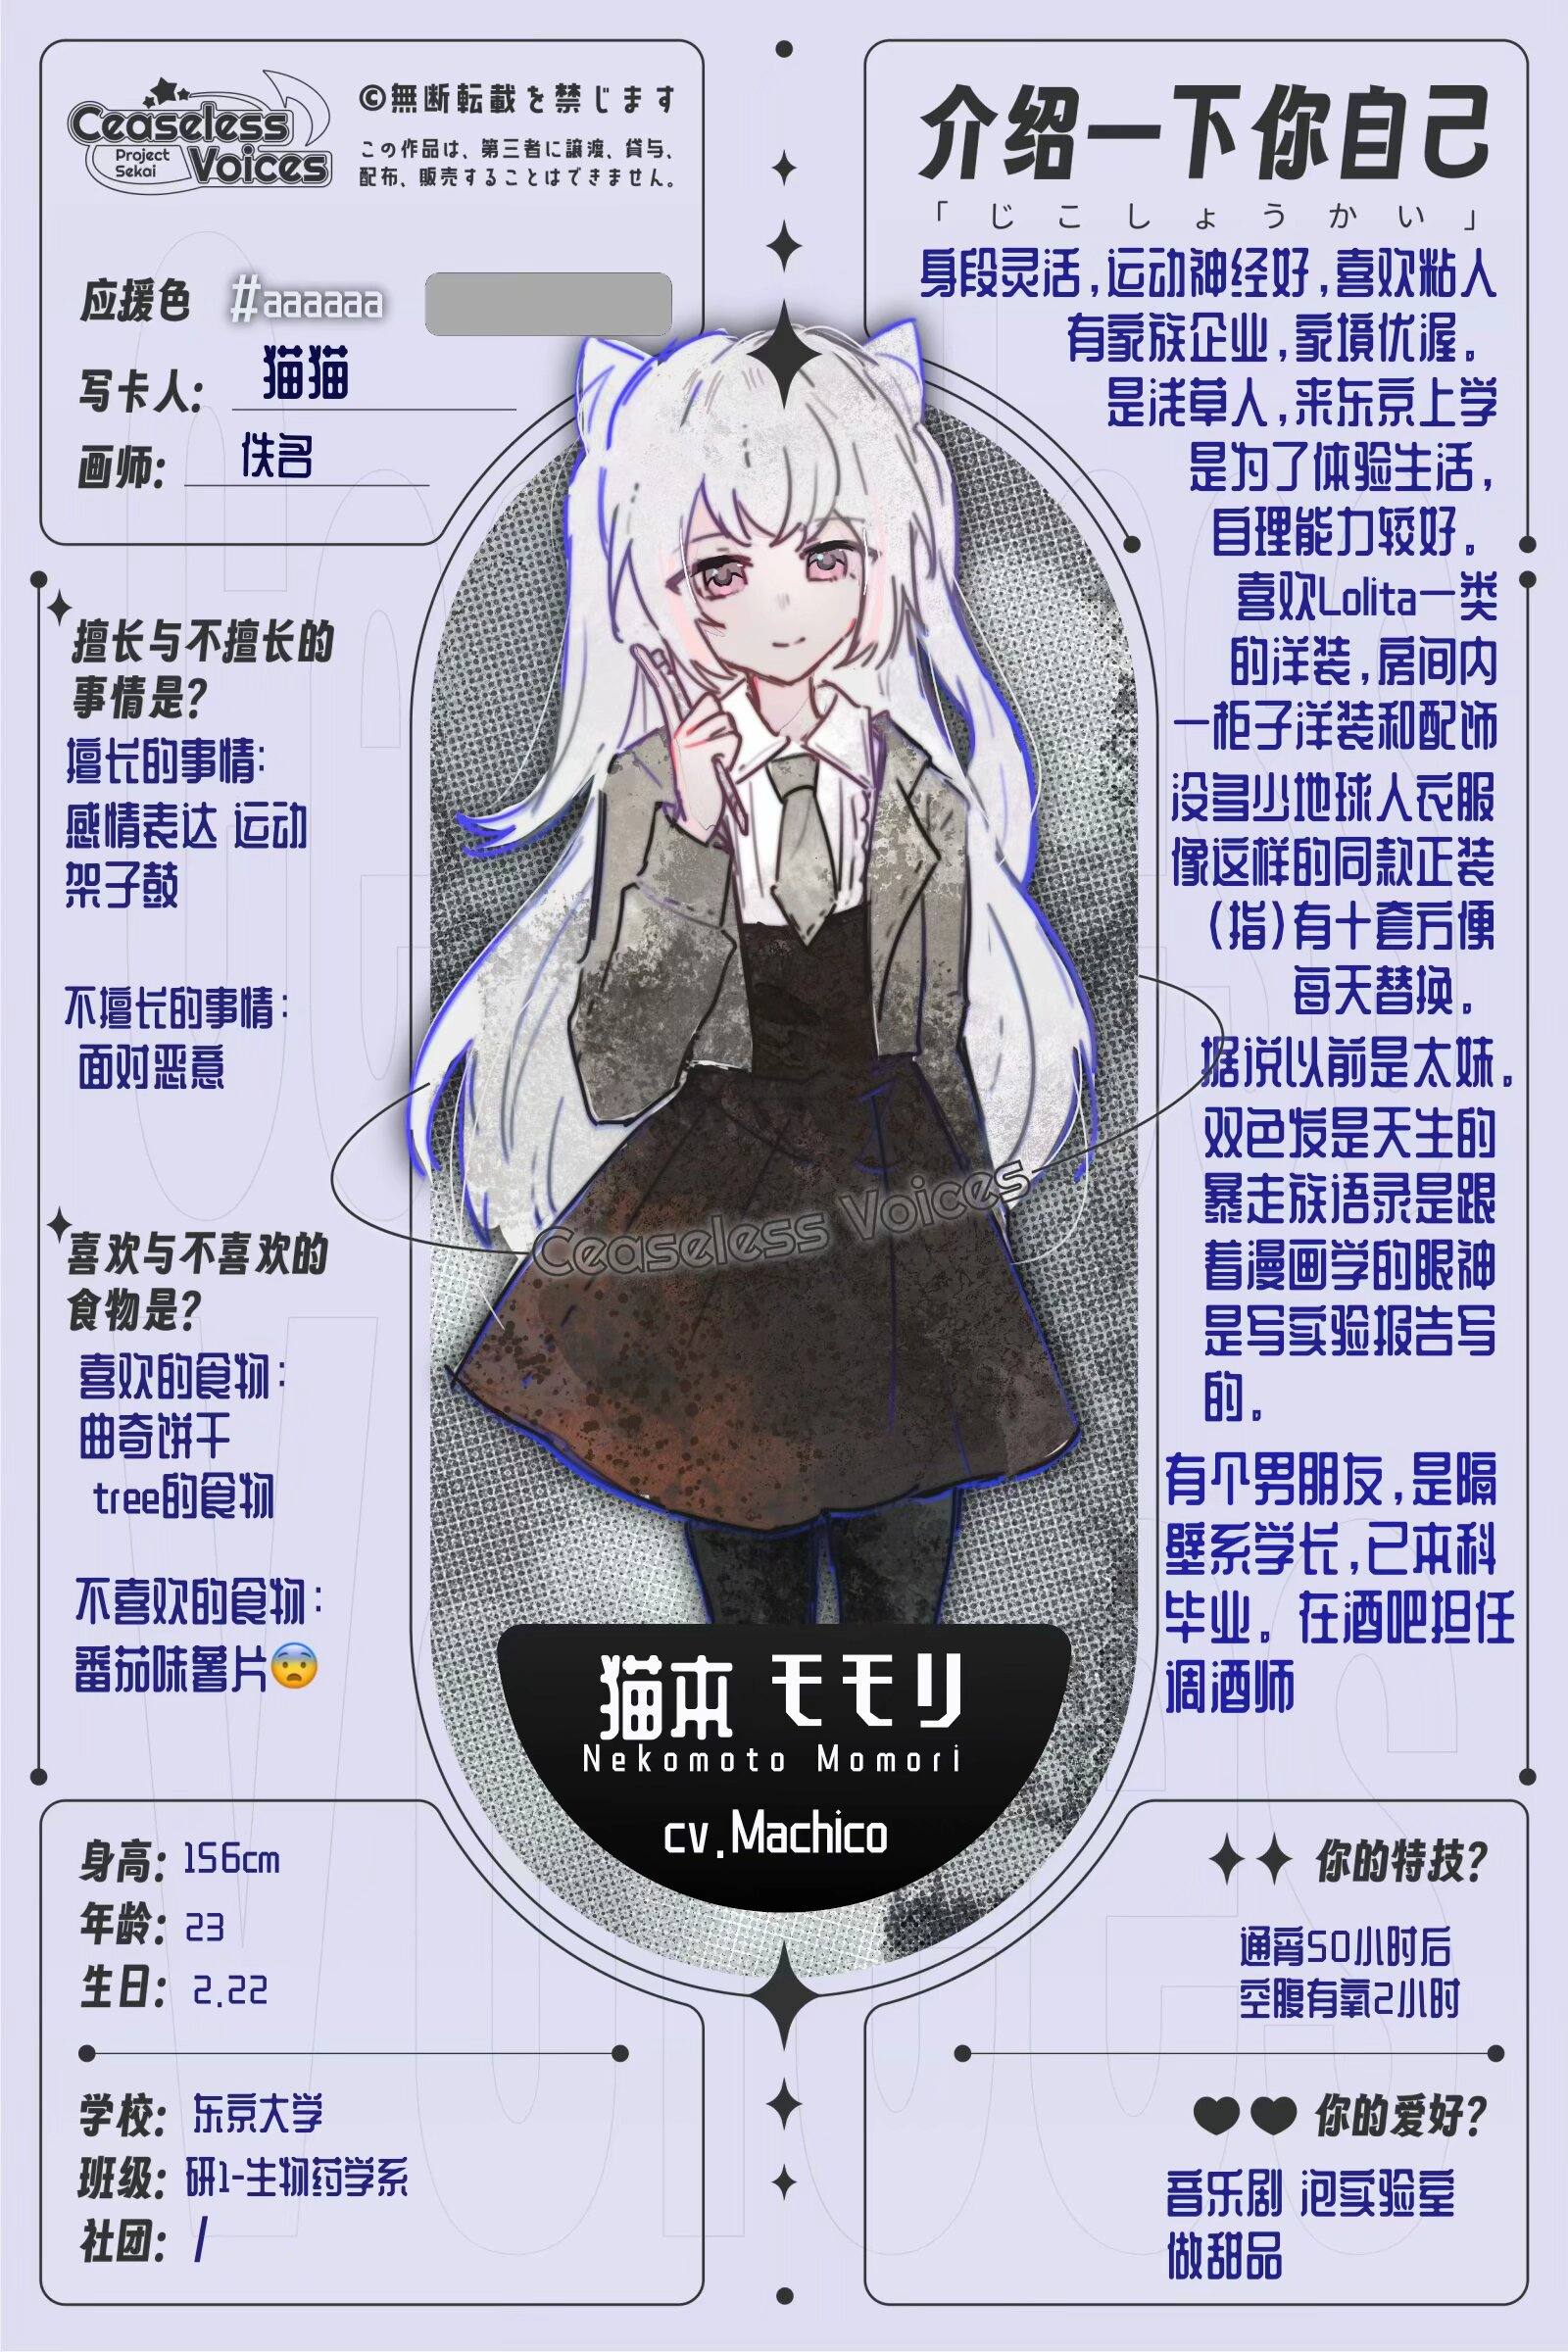 Ceaseless
Voices
Project
Sekai
©無断転載を禁じます
この作品は、第三者に譲渡、貸与、
配布、販売することはできません。
应援色 #aaaaaa
写卡人: 猫猫
画师: 佚名
擅长与不擅长的
事情是?
擅长的事情:
感情表达 运动
架子鼓
不擅长的事情:
面对恶意
喜欢与不喜欢的
食物是?
喜欢的食物:
曲奇饼干
tree的食物
不喜欢的食物:
番茄味薯片😨
介绍一下你自己
「じこしょうかい」
身段灵活,运动神经好,喜欢粘人
有家族企业,家境优渥。
是浅草人,来东京上学
是为了体验生活,
自理能力较好。
喜欢Lolita一类
的洋装,房间内
一柜子洋装和配饰
没多少地球人衣服
像这样的同款正装
(指)有十套方便
每天替换。
据说以前是太妹。
双色发是天生的
暴走族语录是跟
着漫画学的眼神
是写实验报告写
的。
有个男朋友,是隔
壁系学长,已本科
毕业。在酒吧担任
调酒师
Ceaseless Voices
猫本 モモリ
Nekomoto Momori
cv.Machico
身高: 156cm
年龄: 23
生日: 2.22
学校: 东京大学
班级: 研1-生物药学系
社团: /
你的特技?
通宵50小时后
空腹有氧2小时
你的爱好?
音乐剧 泡实验室
做甜品